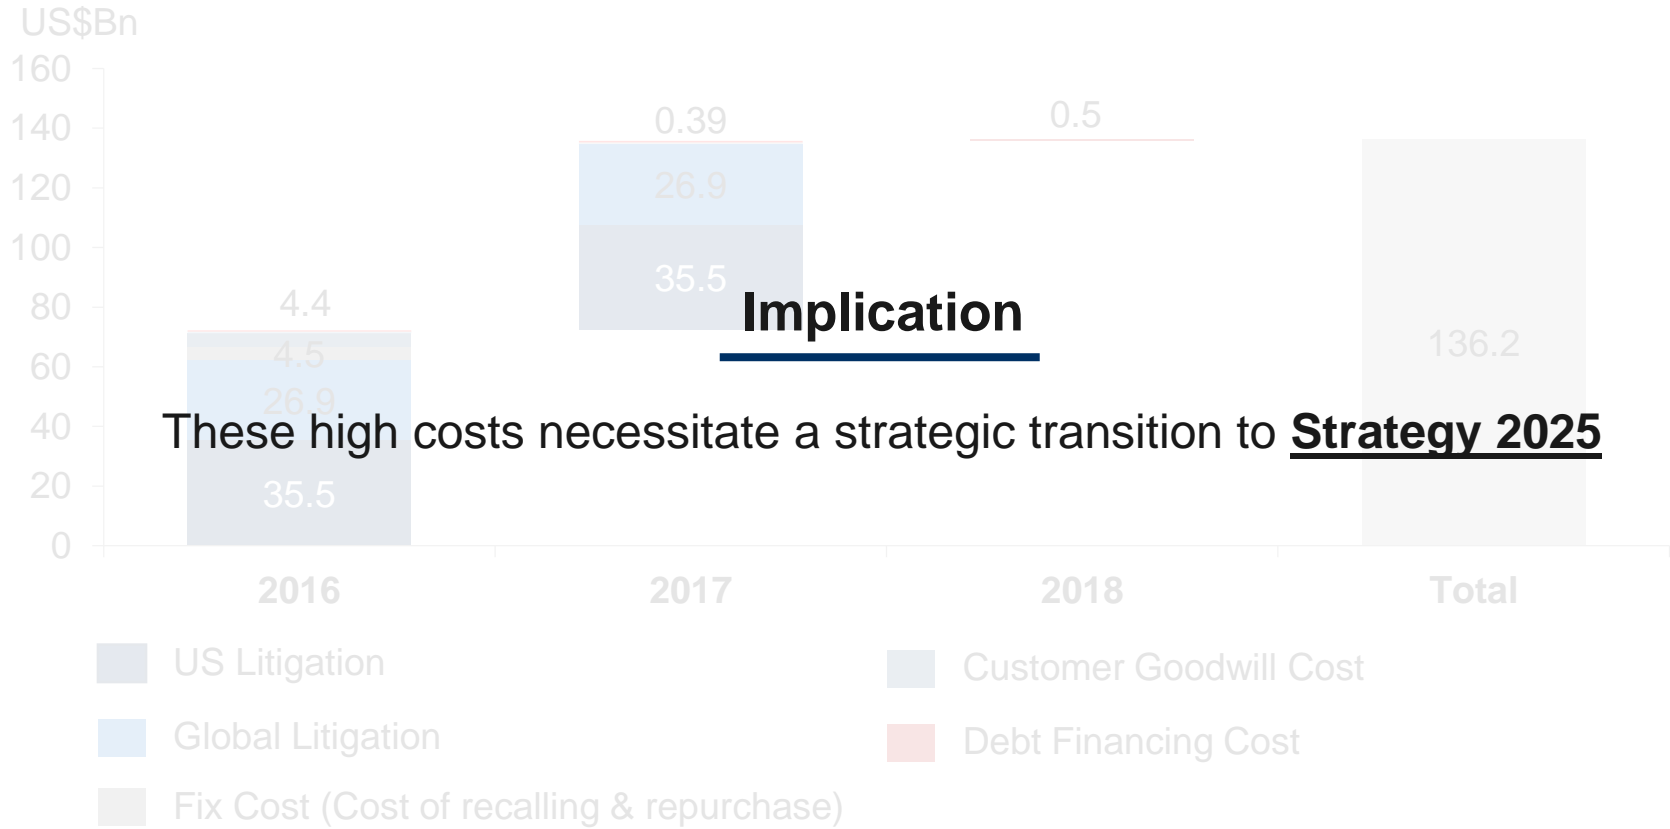 US$Bn
160
140
120
100
80
60
40
20
0
4.4
4.5
26.9
35.5
0.39
26.9
35.5
0.5
136.2
Implication
These high costs necessitate a strategic transition to Strategy 2025
2016
2017
2018
Total
US Litigation
Customer Goodwill Cost
Global Litigation
Debt Financing Cost
Fix Cost (Cost of recalling & repurchase)